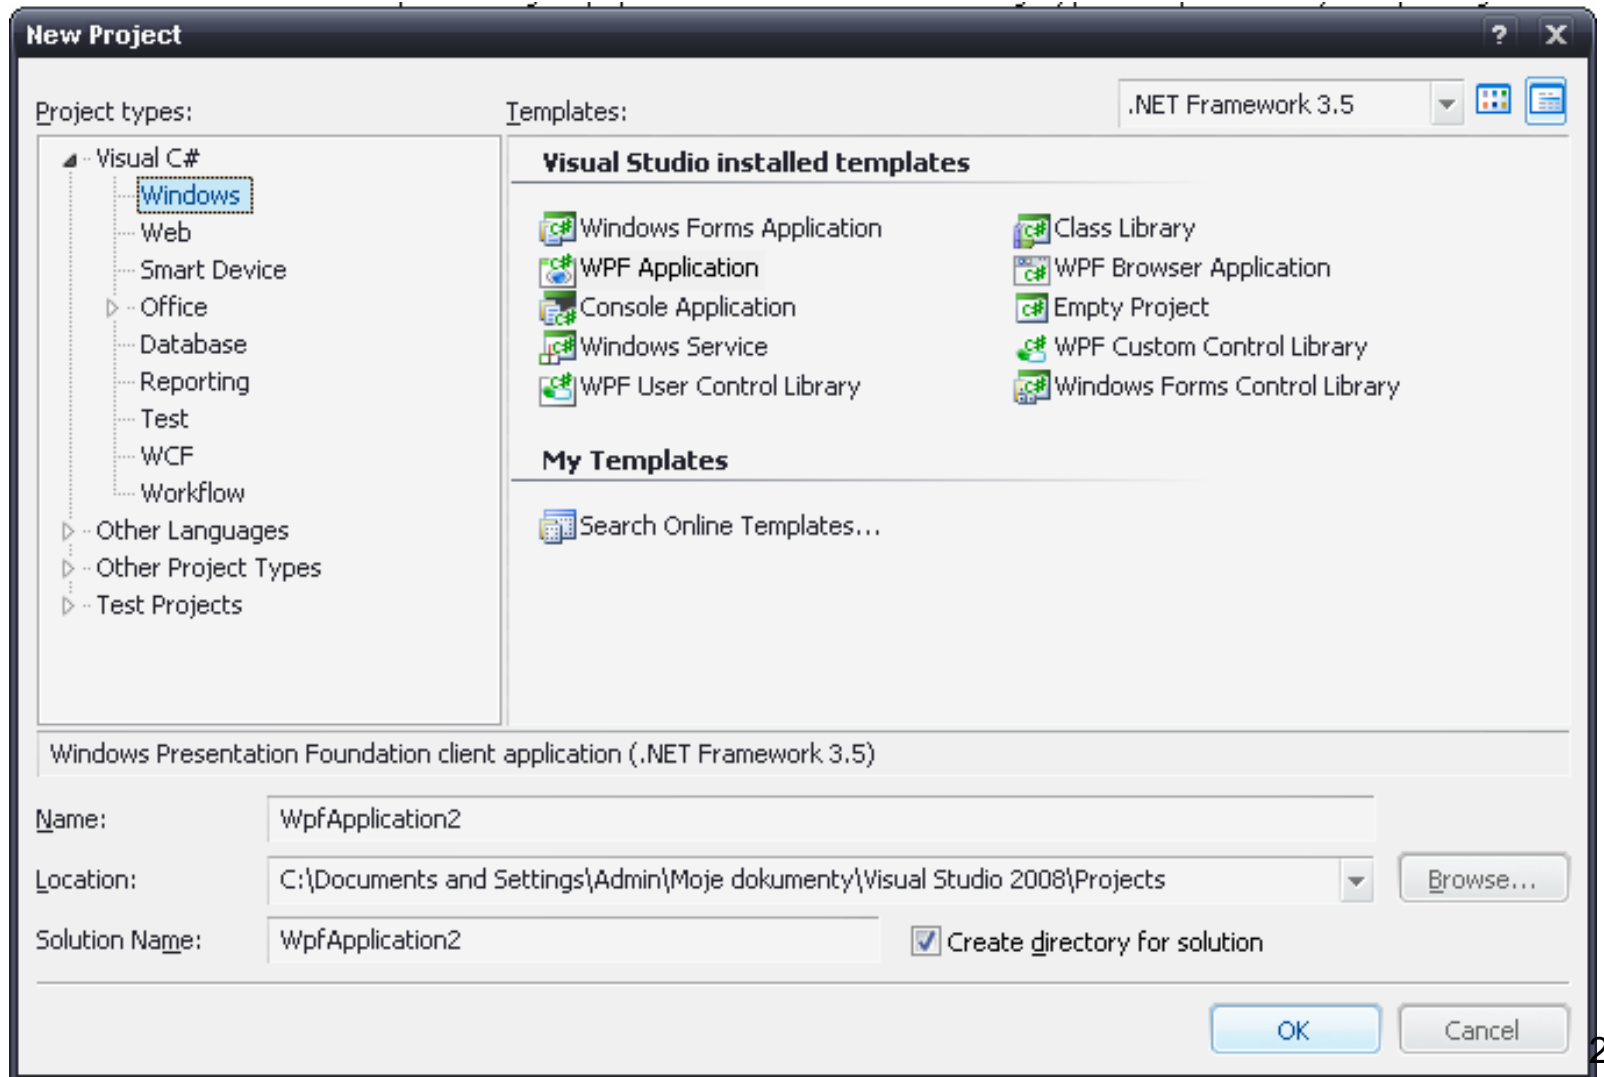 New Project
Project types:
Templates:
.NET Framework 3.5
Visual C#
Windows
Web
Smart Device
Office
Database
Reporting
Test
WCF
Workflow
Other Languages
Other Project Types
Test Projects
Visual Studio installed templates
Windows Forms Application
Class Library
WPF Application
WPF Browser Application
Console Application
Empty Project
Windows Service
WPF Custom Control Library
WPF User Control Library
Windows Forms Control Library
My Templates
Search Online Templates...
Windows Presentation Foundation client application (.NET Framework 3.5)
Name:
WpfApplication2
Location:
C:\Documents and Settings\Admin\Moje dokumenty\Visual Studio 2008\Projects
Browse...
Solution Name:
WpfApplication2
Create directory for solution
OK
Cancel